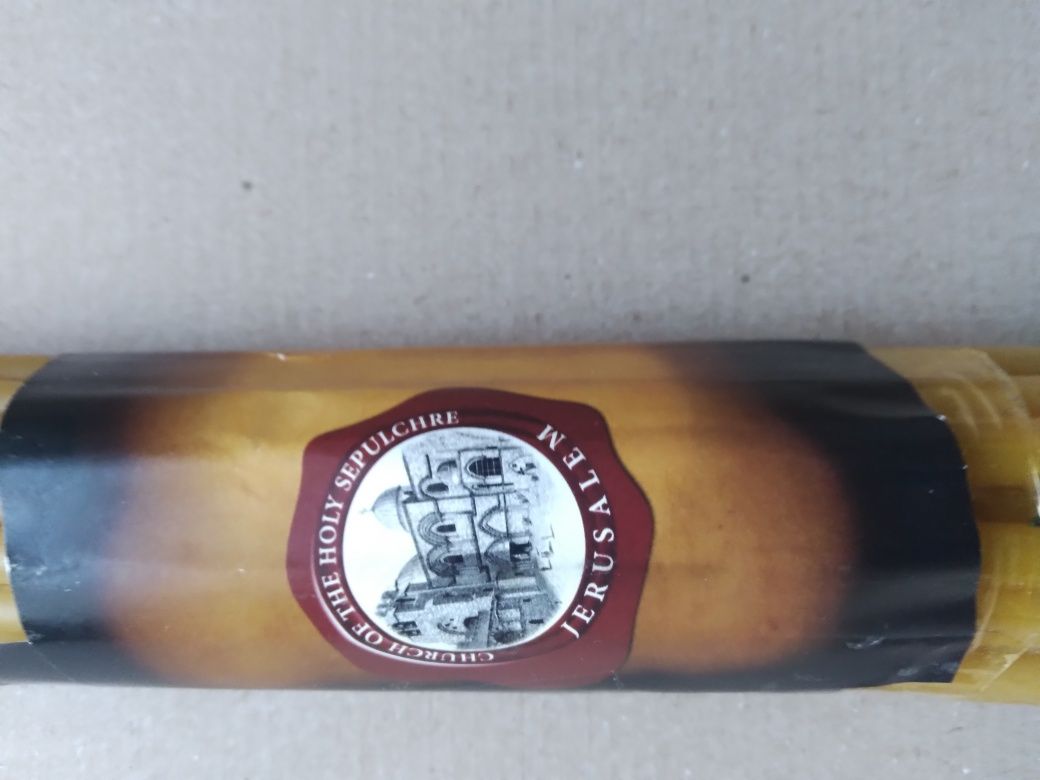 CHURCH OF THE HOLY SEPULCHRE
JERUSALEM